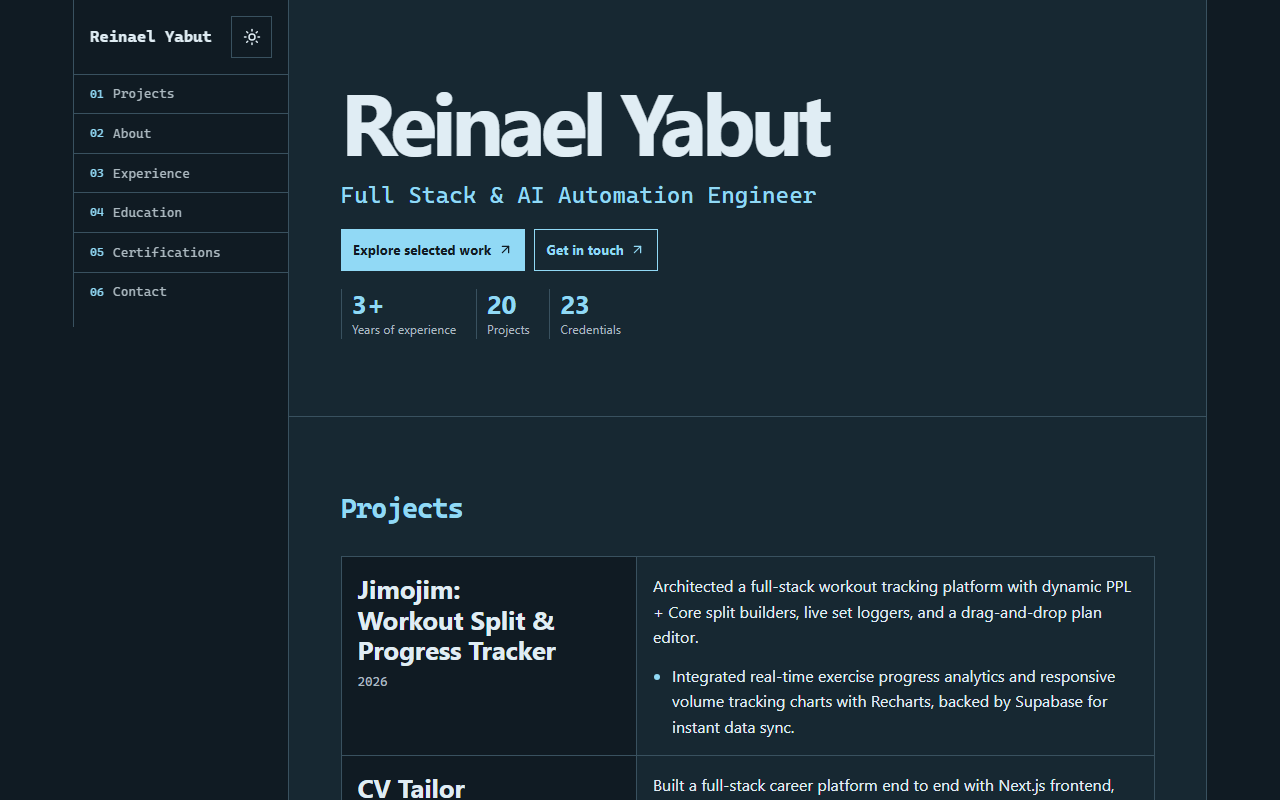 Reinael Yabut
01 Projects
02 About
03 Experience
04 Education
05 Certifications
06 Contact
Reinael Yabut
Full Stack & AI Automation Engineer
Explore selected work
Get in touch
3+
Years of experience
20
Projects
23
Credentials
Projects
Jimojim:
Workout Split &
Progress Tracker
2026
Architected a full-stack workout tracking platform with dynamic PPL
+ Core split builders, live set loggers, and a drag-and-drop plan
editor.
Integrated real-time exercise progress analytics and responsive
volume tracking charts with Recharts, backed by Supabase for
instant data sync.
CV Tailor
Built a full-stack career platform end to end with Next.js frontend,